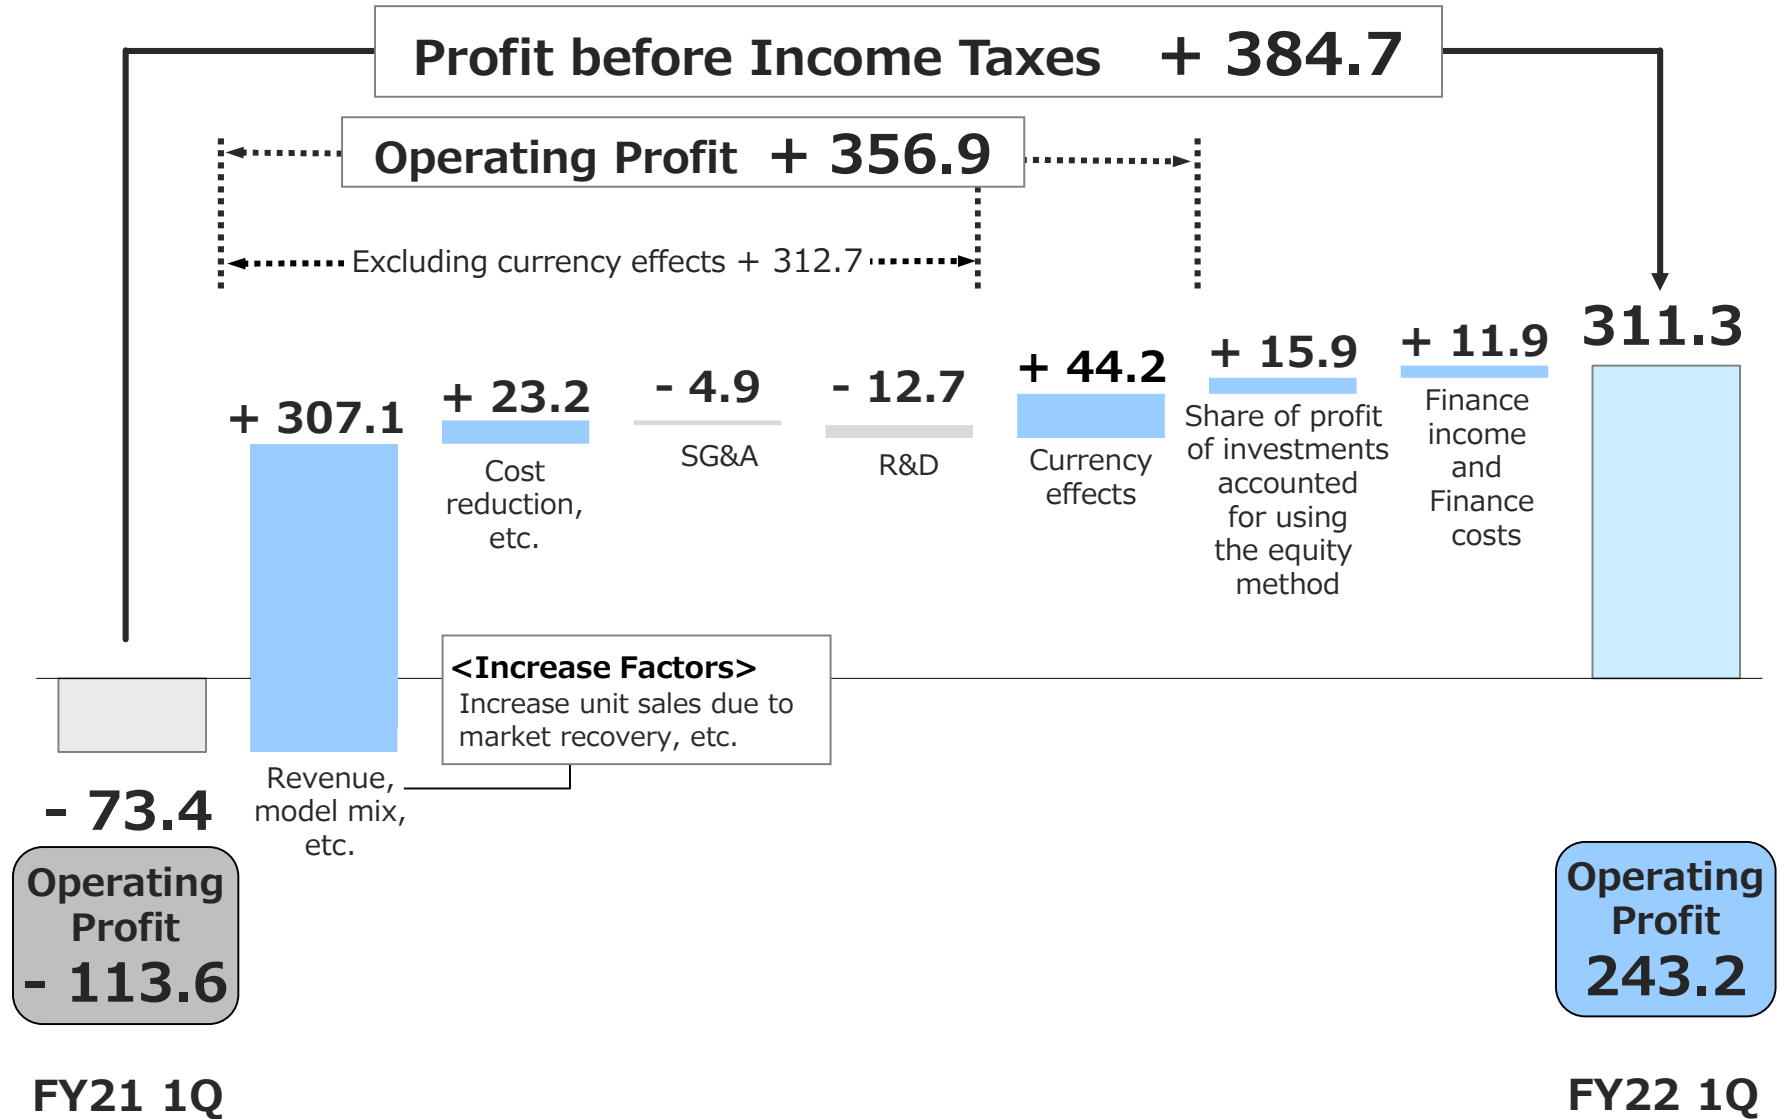 Profit before Income Taxes + 384.7
Operating Profit + 356.9
Excluding currency effects + 312.7
+ 307.1
Revenue,
model mix,
etc.
+ 23.2
Cost
reduction,
etc.
- 4.9
SG&A
- 12.7
R&D
+ 44.2
Currency
effects
+ 15.9
Share of profit
of investments
accounted
for using
the equity
method
+ 11.9
Finance
income
and
Finance
costs
311.3
<Increase Factors>
Increase unit sales due to
market recovery, etc.
- 73.4
Operating
Profit
- 113.6
FY21 1Q
Operating
Profit
243.2
FY22 1Q